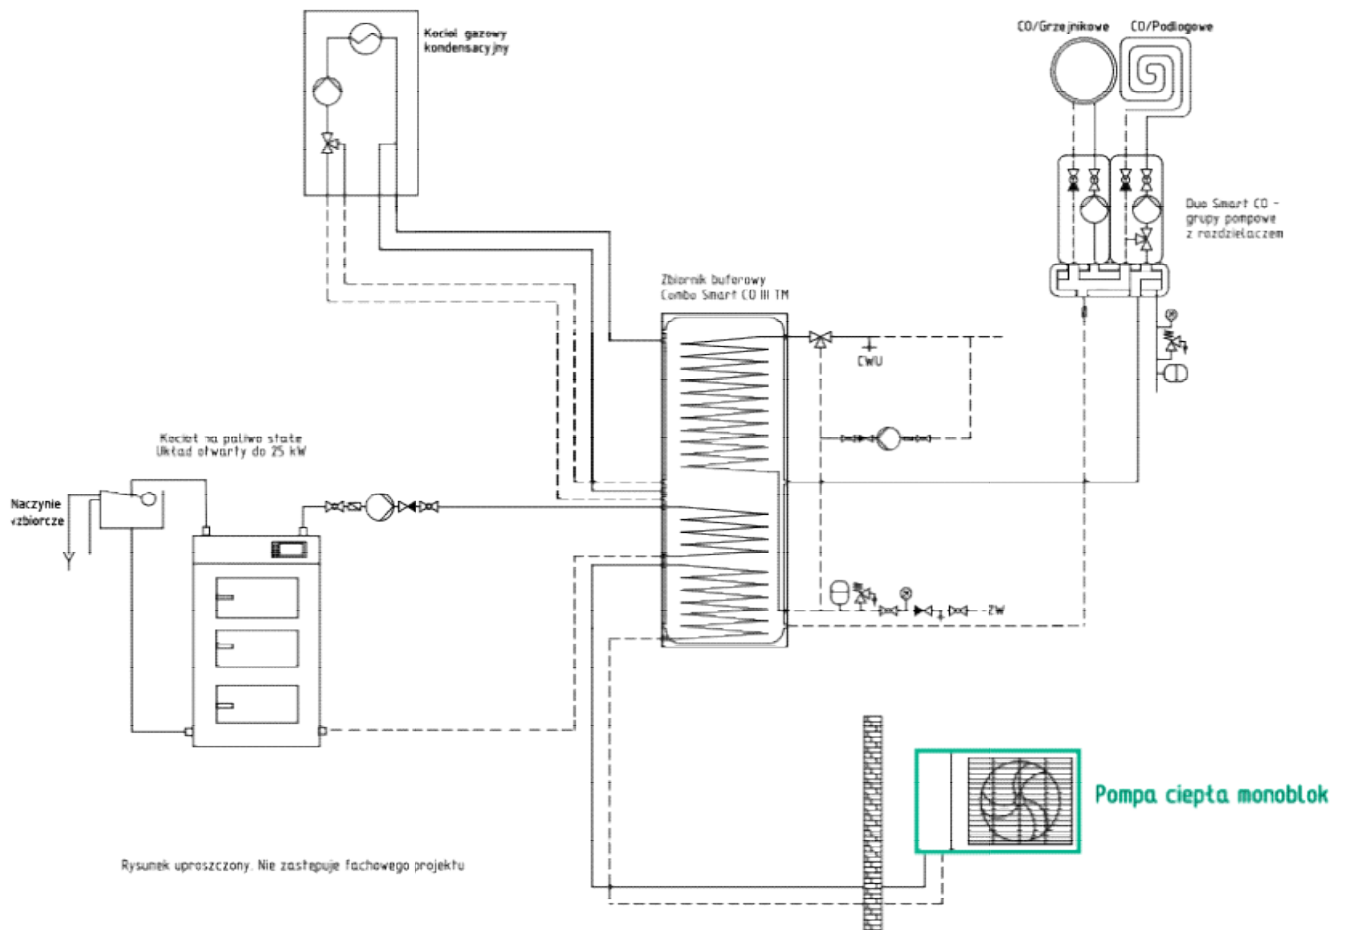 Kocioł gazowy
kondensacyjny
CO/Grzejnikowe
CO/Podłogowe
Duo Smart CO -
grupy pompowe
z rozdzielaczem
Zbiornik buforowy
Combo Smart CO III TM
CWU
Kocioł na paliwo stałe
Układ otwarty do 25 kW
Naczynie
wzbiorcze
ZW
Pompa ciepła monoblok
Rysunek uproszczony. Nie zastępuje fachowego projektu